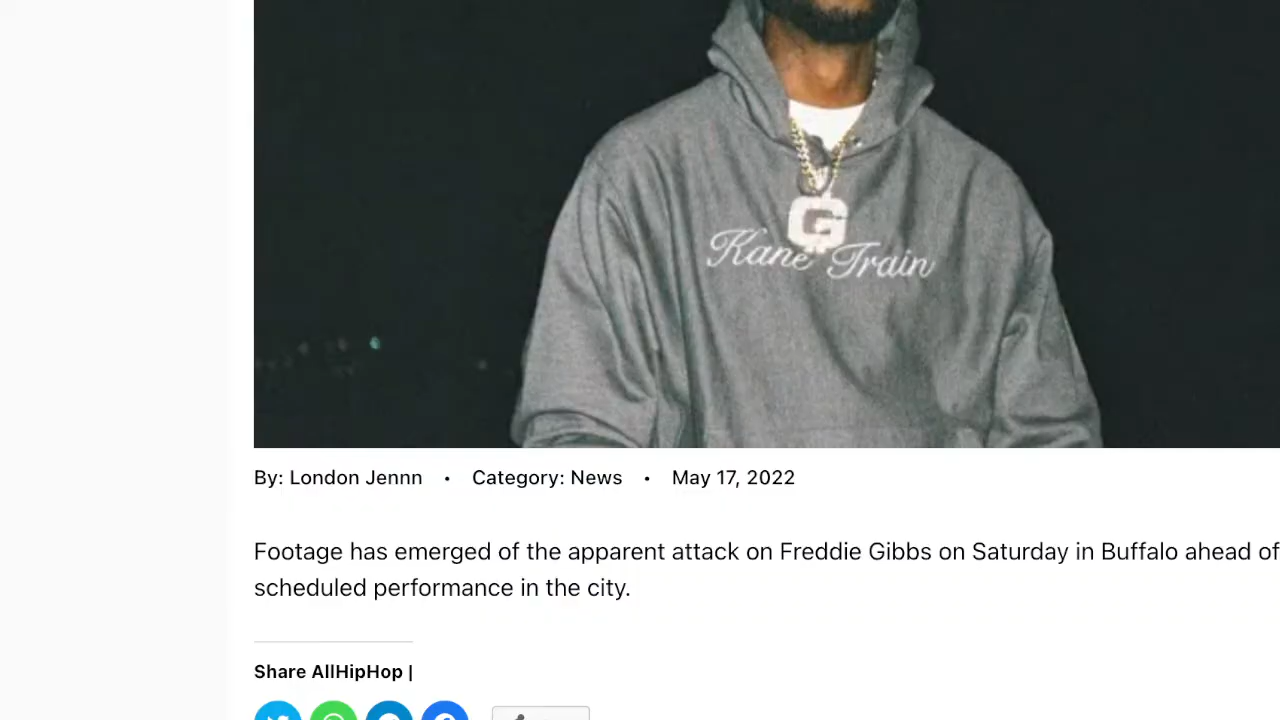 G
Kane Train
By: London Jennn • Category: News • May 17, 2022
Footage has emerged of the apparent attack on Freddie Gibbs on Saturday in Buffalo ahead of
scheduled performance in the city.
Share AllHipHop |